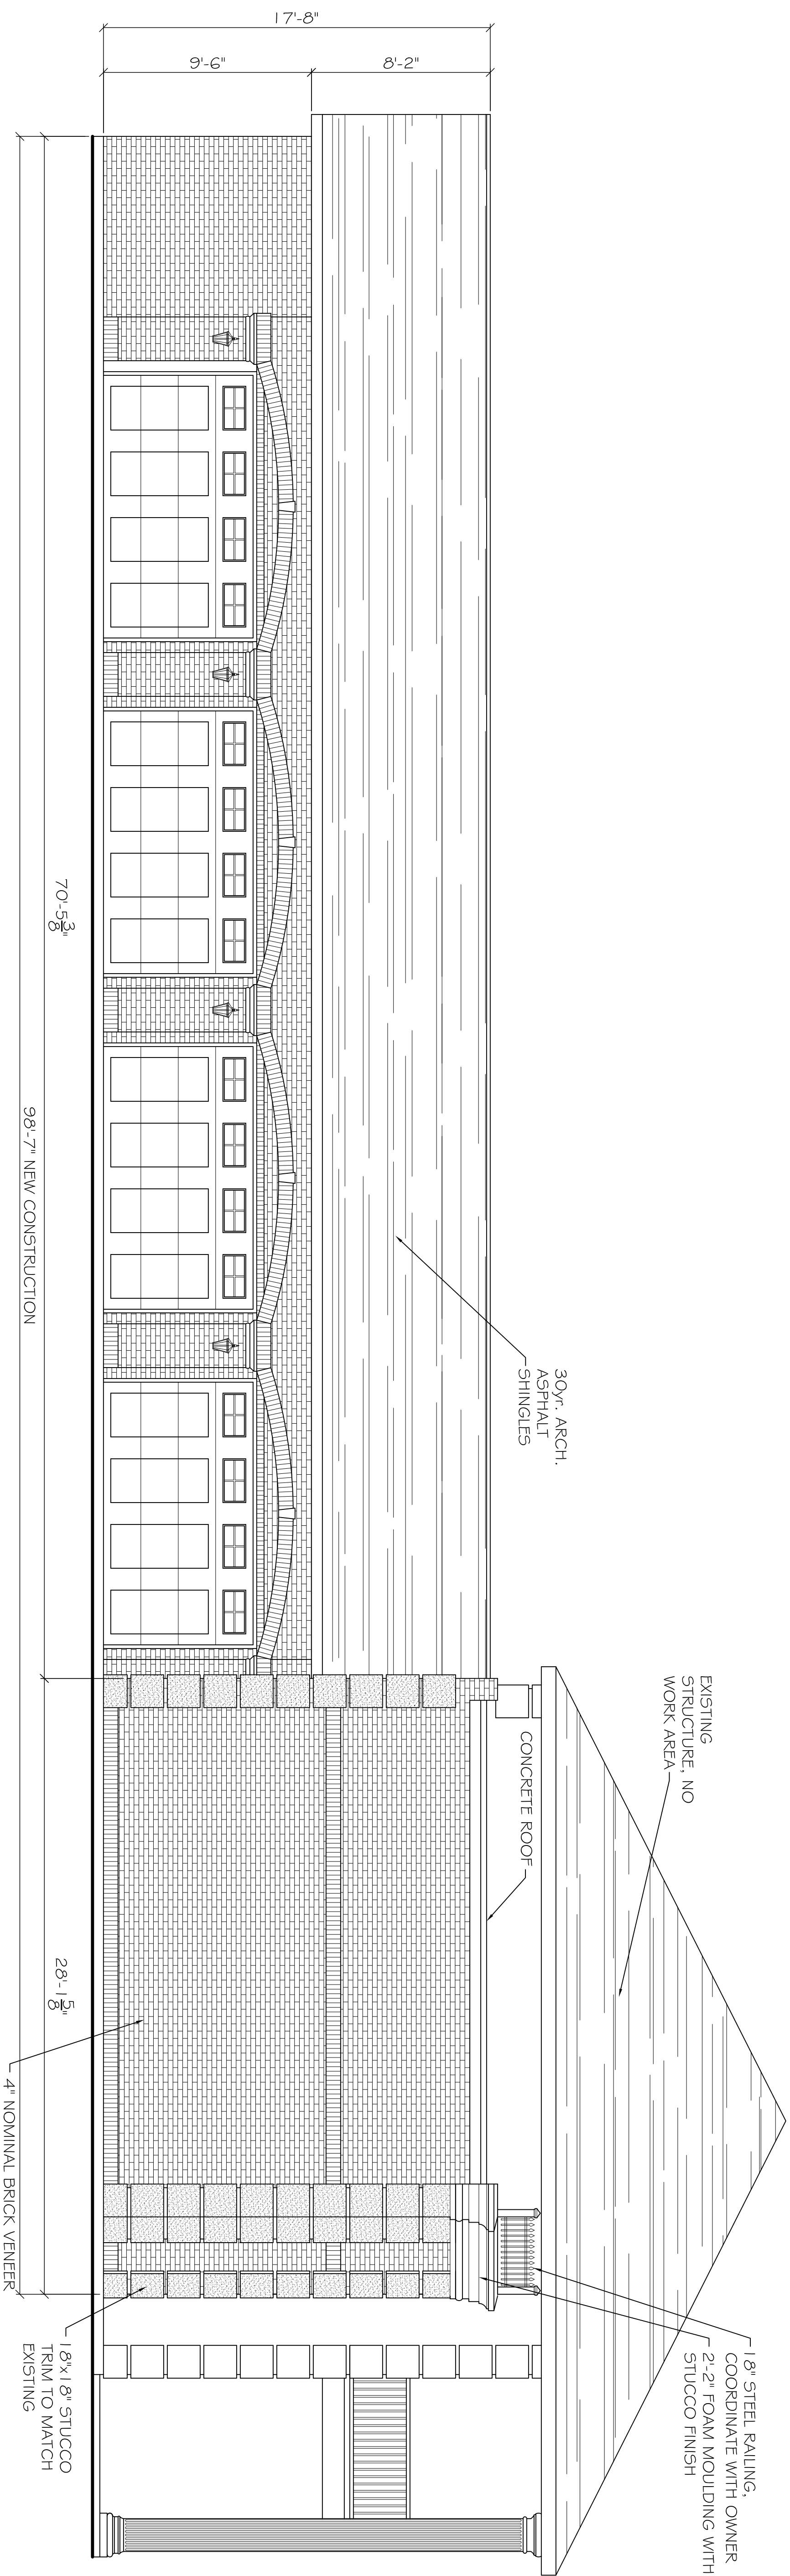 17'-8"
9'-6"
8'-2"
30yr. ARCH.
ASPHALT
SHINGLES
EXISTING
STRUCTURE, NO
WORK AREA
CONCRETE ROOF
18" STEEL RAILING,
COORDINATE WITH OWNER
2'-2" FOAM MOULDING WITH
STUCCO FINISH
70'-5 3/8"
28'-1 5/8"
98'-7" NEW CONSTRUCTION
4" NOMINAL BRICK VENEER
18"x18" STUCCO
TRIM TO MATCH
EXISTING